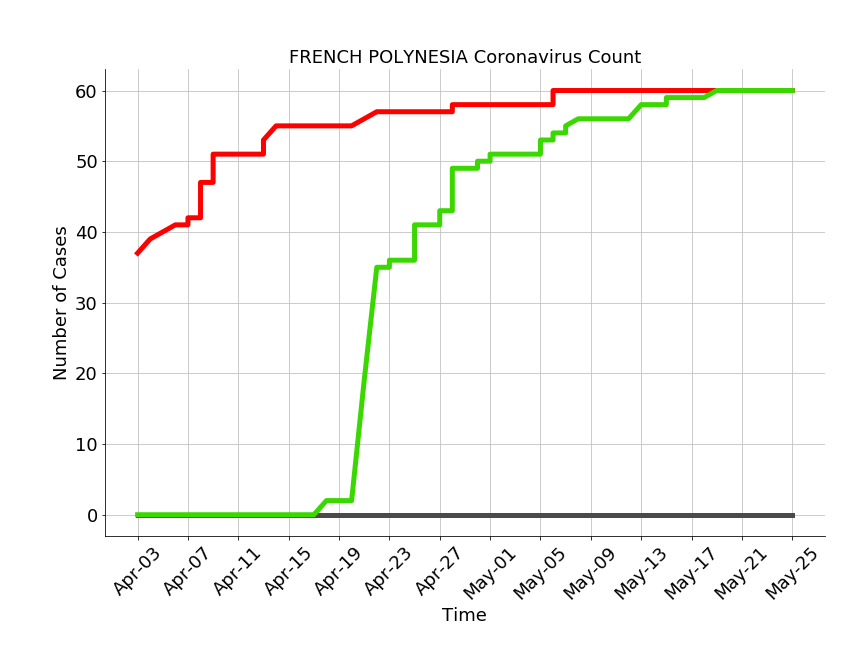 FRENCH POLYNESIA Coronavirus Count
Number of Cases
60
50
40
30
20
10
0
Apr-03
Apr-07
Apr-11
Apr-15
Apr-19
Apr-23
Apr-27
May-01
May-05
May-09
May-13
May-17
May-21
May-25
Time